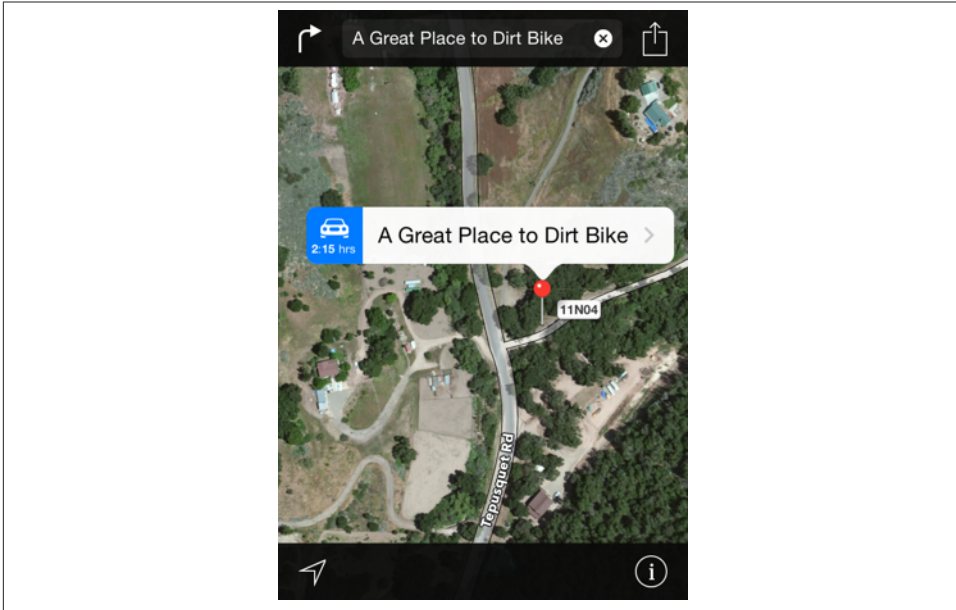 A Great Place to Dirt Bike
A Great Place to Dirt Bike
2:15 hrs
11N04
Tepusquet Rd